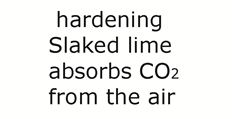 hardening
Slaked lime
absorbs CO₂
from the air